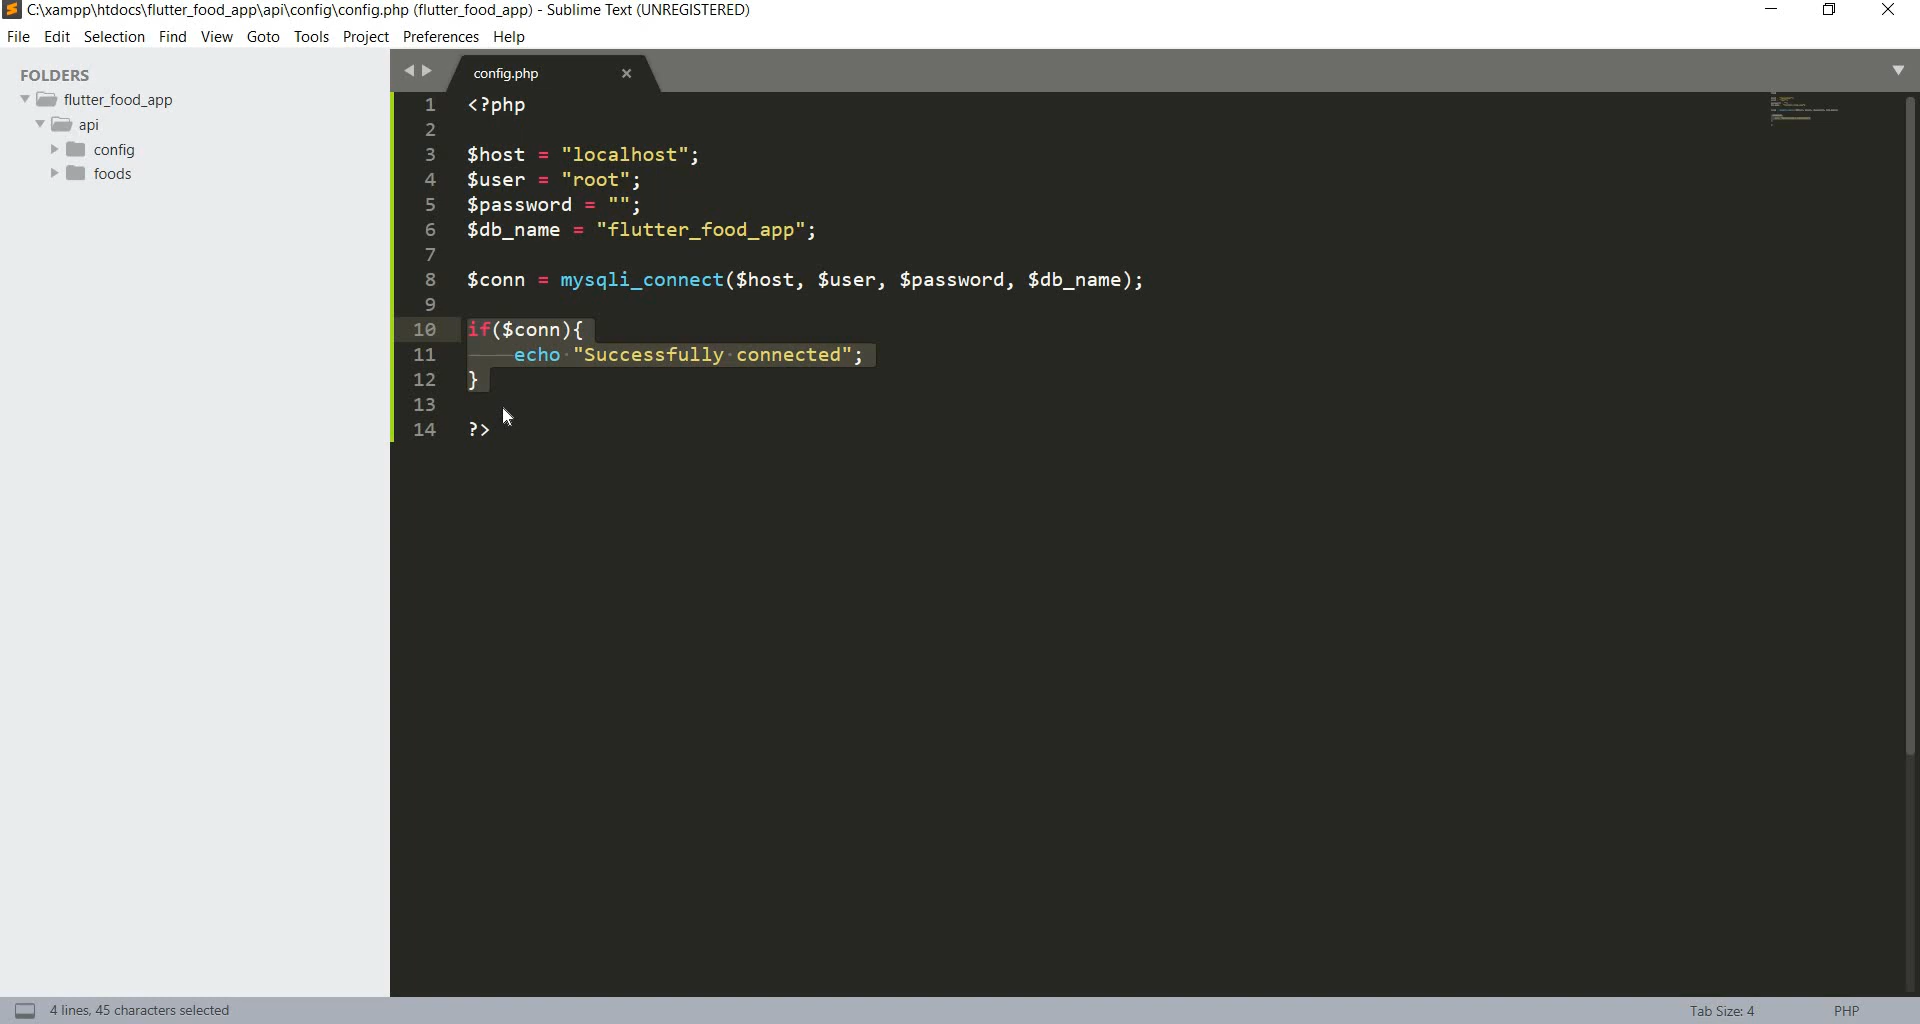 C:\xampp\htdocs\flutter_food_app\api\config\config.php (flutter_food_app) - Sublime Text (UNREGISTERED)
File Edit Selection Find View Goto Tools Project Preferences Help
FOLDERS
flutter_food_app
api
config
foods
config.php
1 <?php
2
3 $host = "localhost";
4 $user = "root";
5 $password = "";
6 $db_name = "flutter_food_app";
7
8 $conn = mysqli_connect($host, $user, $password, $db_name);
9
10 if($conn){
11 echo "Successfully connected";
12 }
13
14 ?>
4 lines, 45 characters selected
Tab Size: 4
PHP